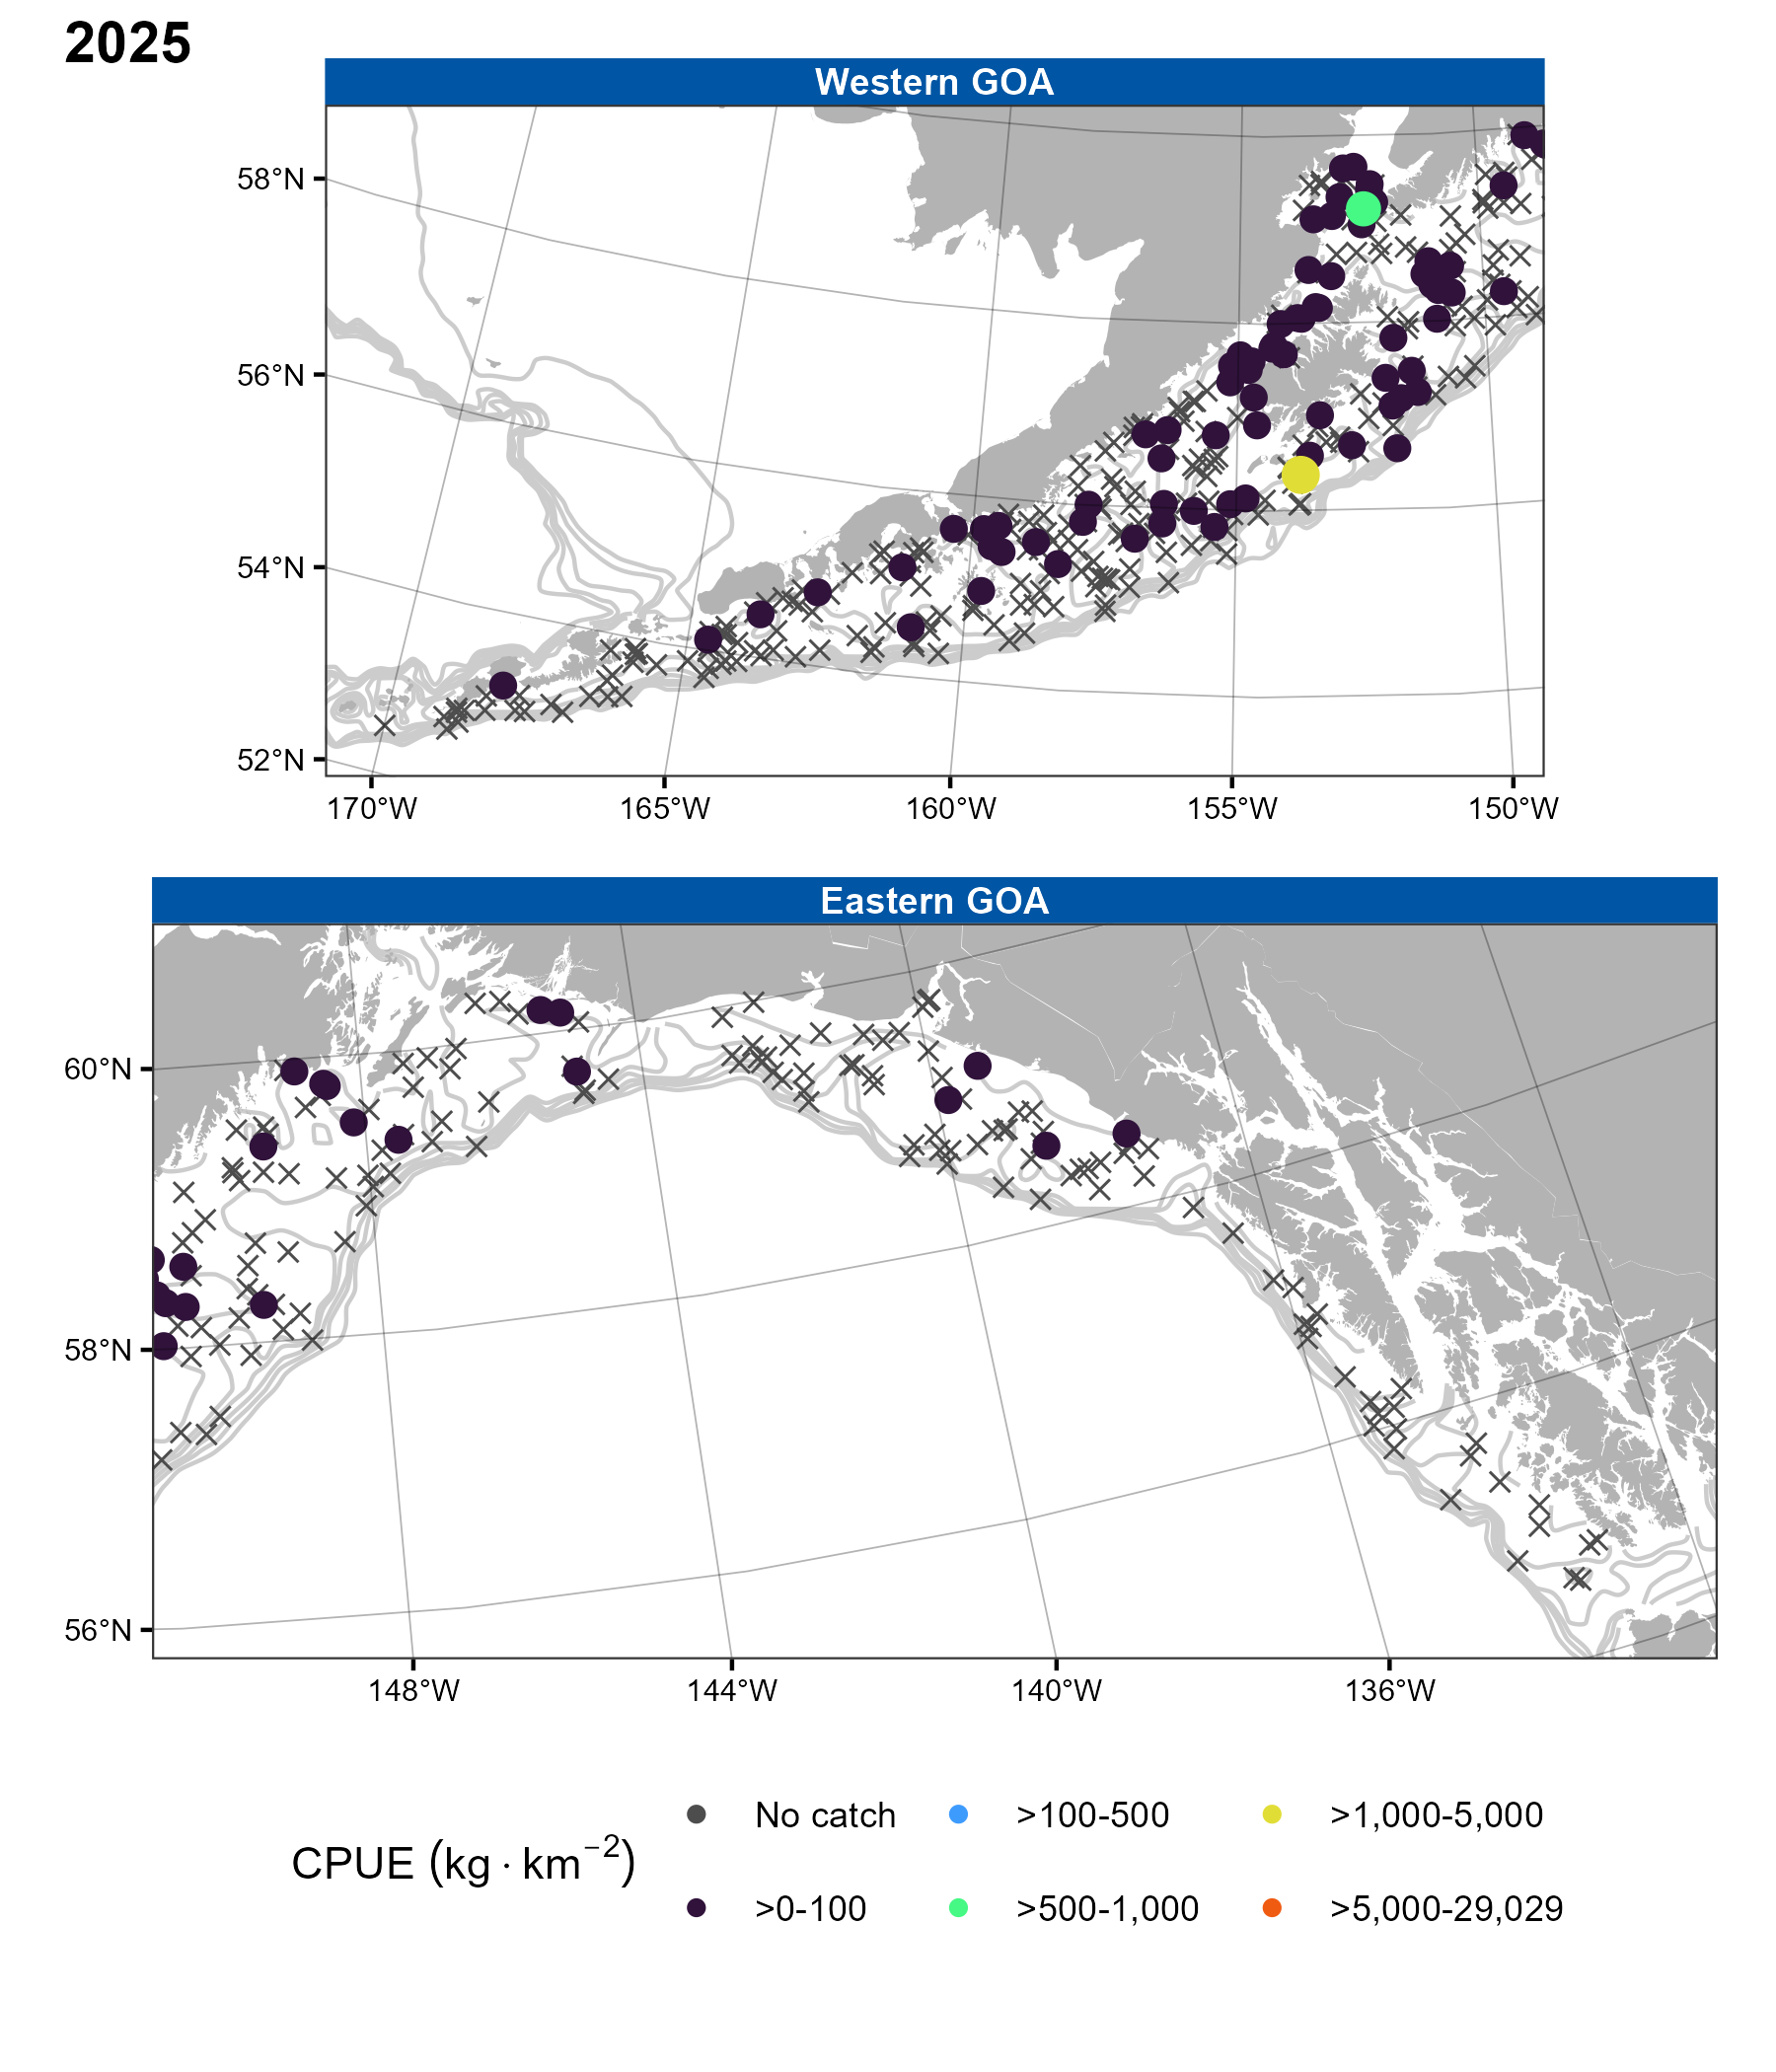 2025
Western GOA
58°N
56°N
54°N
52°N
170°W 165°W 160°W 155°W 150°W
Eastern GOA
60°N
58°N
56°N
148°W 144°W 140°W 136°W
CPUE (kg · km⁻²)
No catch >100-500 >1,000-5,000
>0-100 >500-1,000 >5,000-29,029